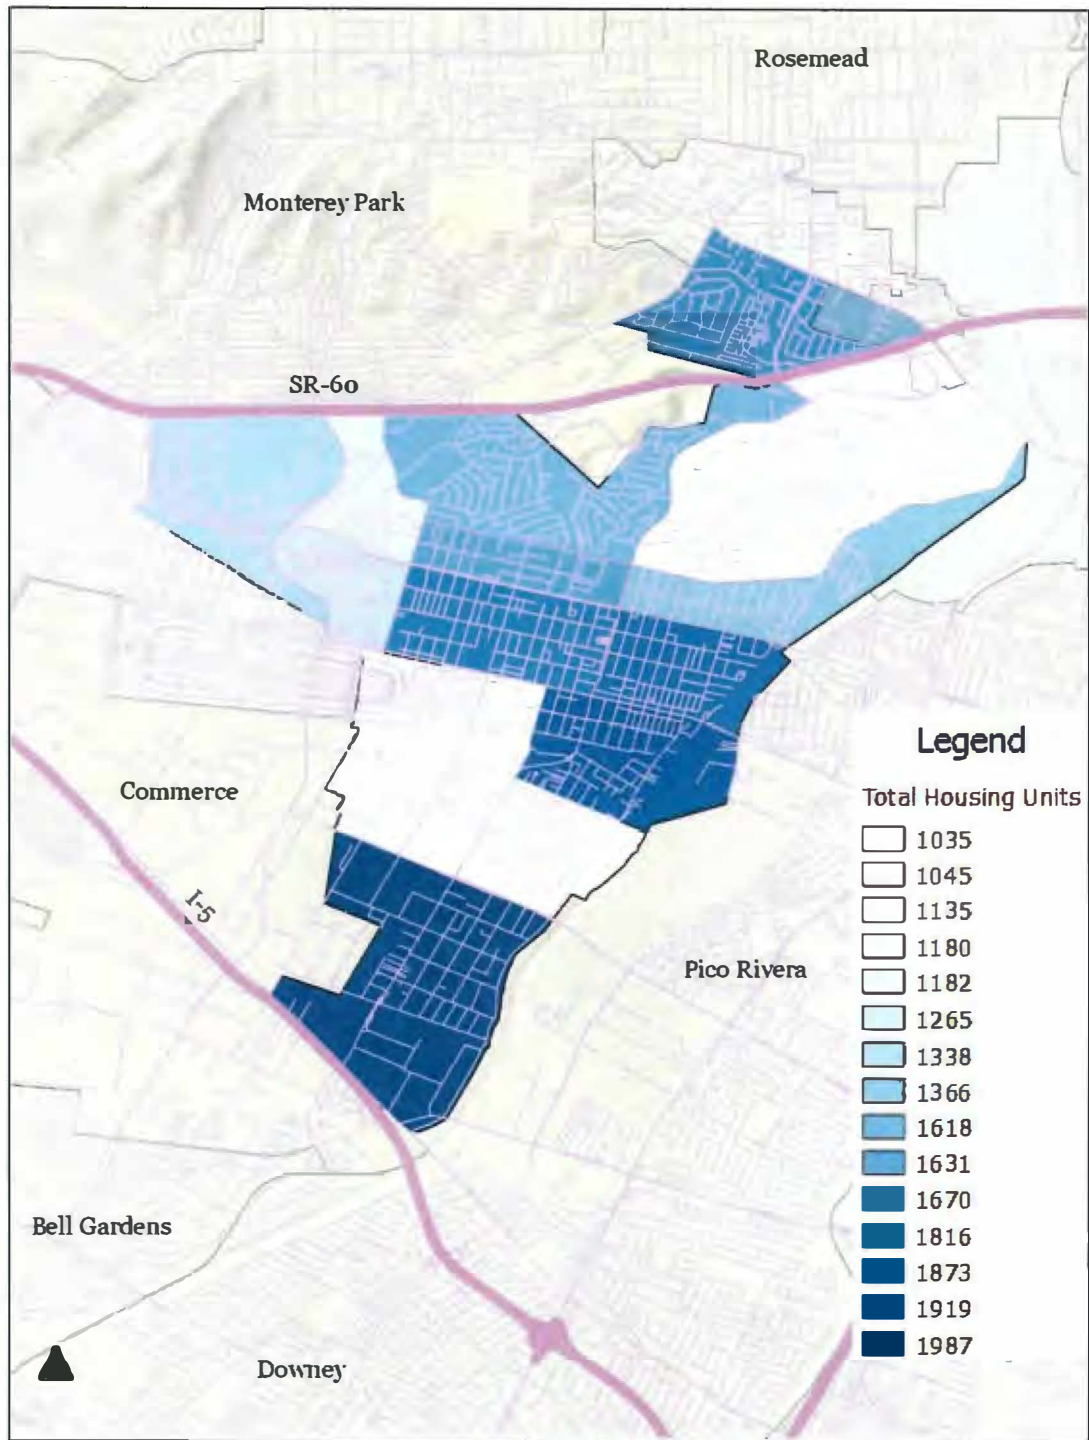 Rosemead
Monterey Park
SR-60
Commerce
I-5
Pico Rivera
Bell Gardens
Downey
Legend
Total Housing Units
1035
1045
1135
1180
1182
1265
1338
1366
1618
1631
1670
1816
1873
1919
1987